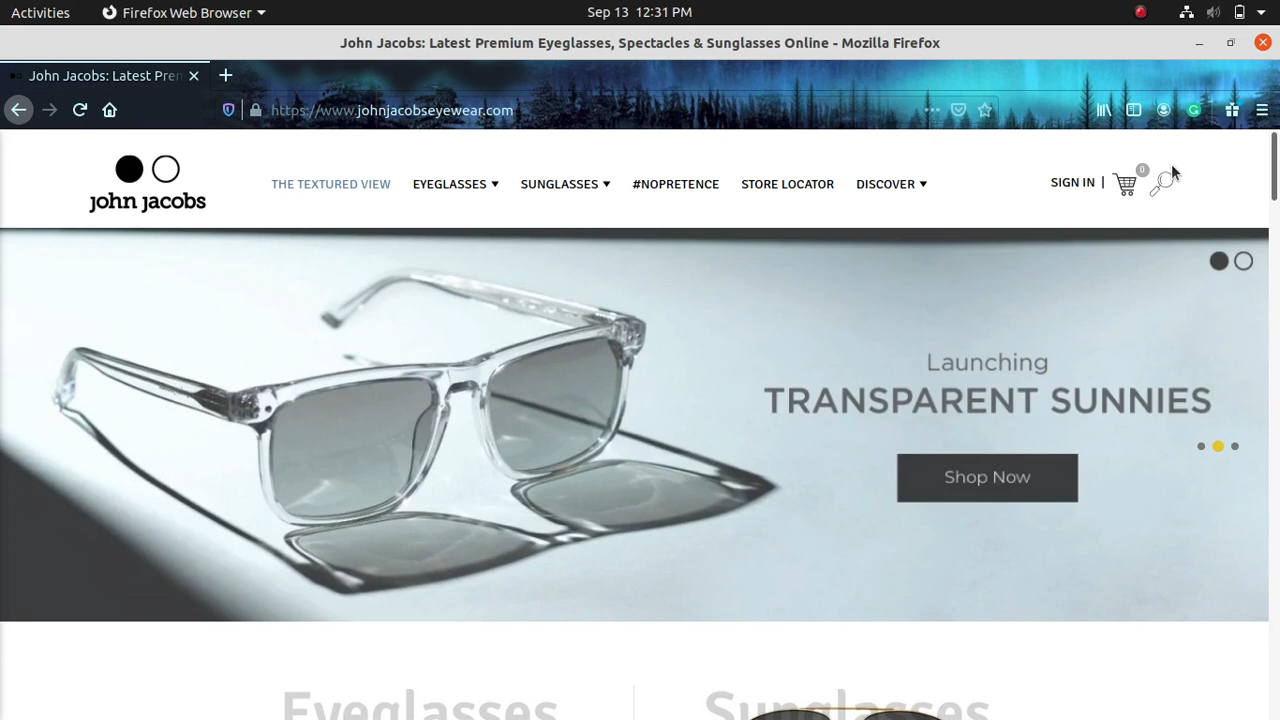 Activities Firefox Web Browser Sep 13 12:31 PM
John Jacobs: Latest Premium Eyeglasses, Spectacles & Sunglasses Online - Mozilla Firefox
John Jacobs: Latest Pren
https://www.johnjacobseyewear.com
john jacobs
THE TEXTURED VIEW EYEGLASSES SUNGLASSES #NOPRETENCE STORE LOCATOR DISCOVER SIGN IN | 0
Launching
TRANSPARENT SUNNIES
Shop Now
Eyeglasses Sunglasses